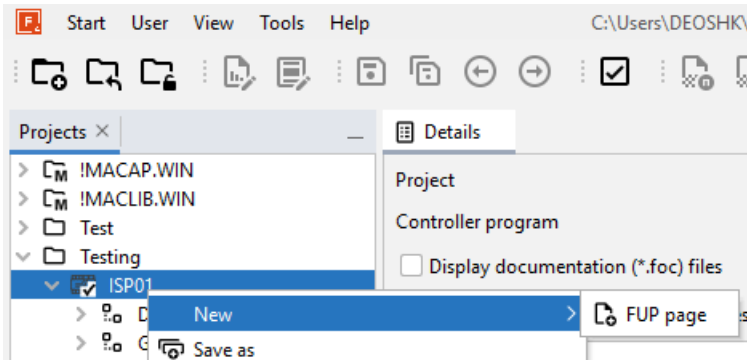 Start User View Tools Help C:\Users\DEOSHK\
Projects
Details
!MACAP.WIN
!MACLIB.WIN
Test
Testing
ISP01
D
G
Project
Controller program
Display documentation (*.foc) files
New
FUP page
Save as